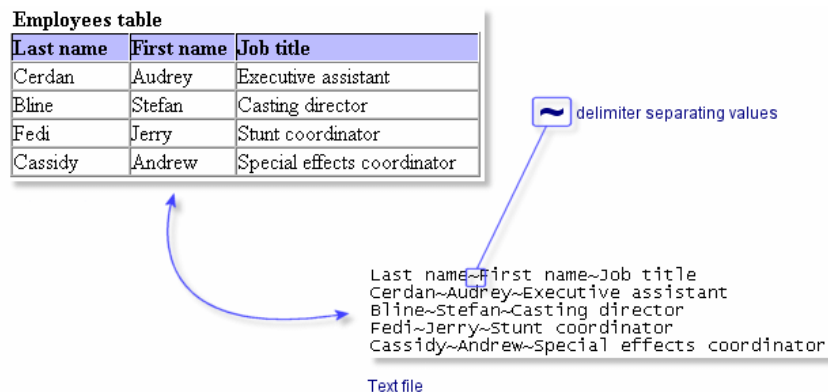 Employees table
Last name First name Job title
Cerdan Audrey Executive assistant
Bline Stefan Casting director
Fedi Jerry Stunt coordinator
Cassidy Andrew Special effects coordinator
~ delimiter separating values
Last name~First name~Job title
Cerdan~Audrey~Executive assistant
Bline~Stefan~Casting director
Fedi~Jerry~Stunt coordinator
Cassidy~Andrew~Special effects coordinator
Text file